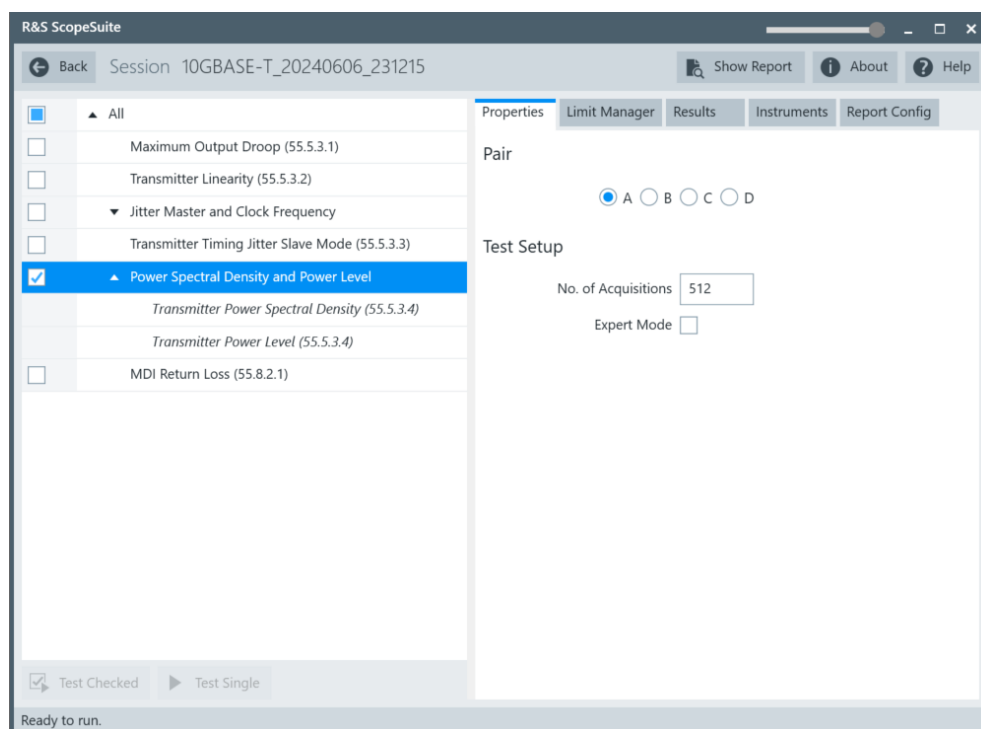 R&S ScopeSuite
Back Session 10GBASE-T_20240606_231215 Show Report About Help
All
Maximum Output Droop (55.5.3.1)
Transmitter Linearity (55.5.3.2)
Jitter Master and Clock Frequency
Transmitter Timing Jitter Slave Mode (55.5.3.3)
Power Spectral Density and Power Level
Transmitter Power Spectral Density (55.5.3.4)
Transmitter Power Level (55.5.3.4)
MDI Return Loss (55.8.2.1)
Test Checked Test Single
Properties Limit Manager Results Instruments Report Config
Pair
A B C D
Test Setup
No. of Acquisitions 512
Expert Mode
Ready to run.